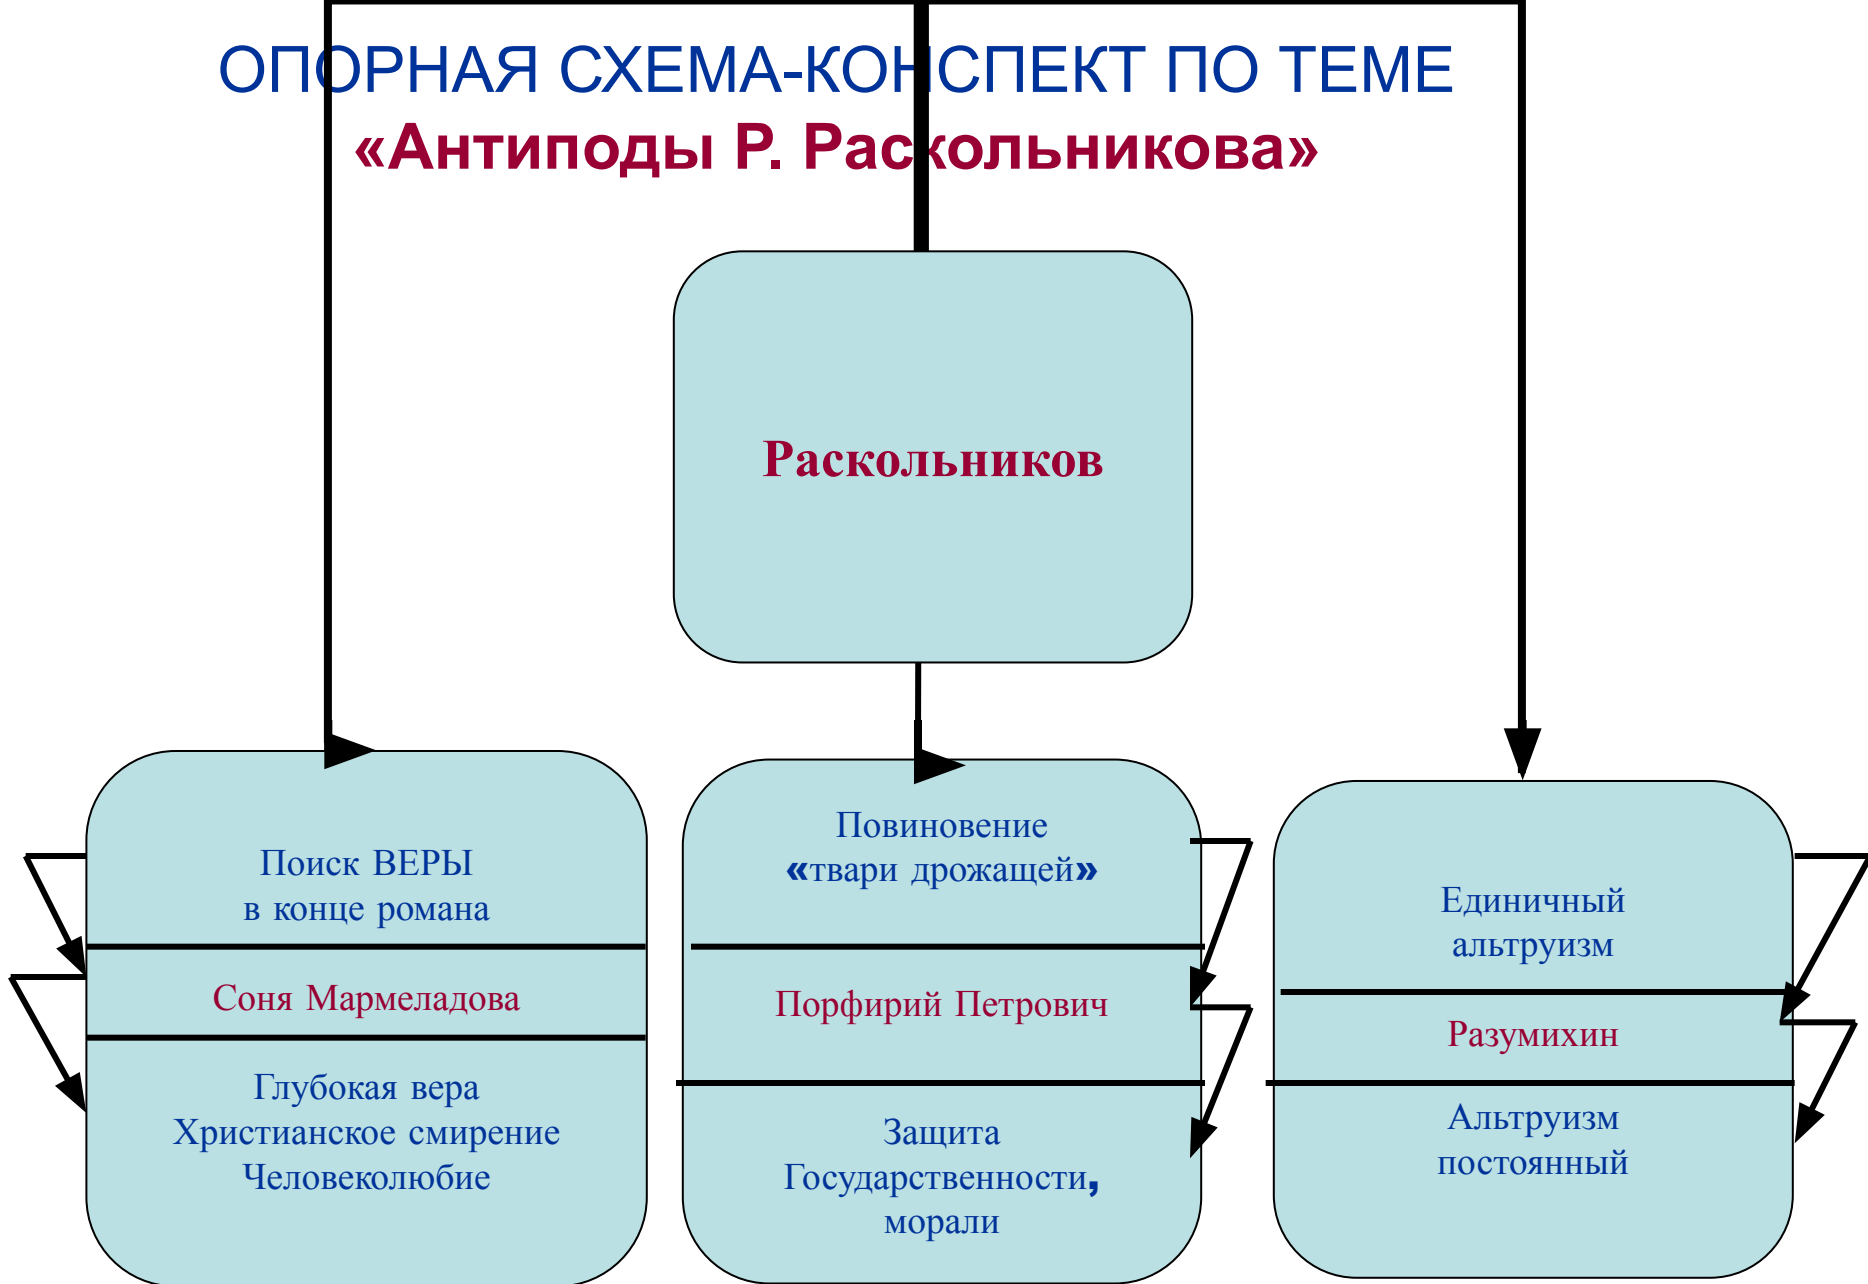 ОПОРНАЯ СХЕМА-КОНСПЕКТ ПО ТЕМЕ
«Антиподы Р. Раскольникова»
Раскольников
Поиск ВЕРЫ
в конце романа
Соня Мармеладова
Глубокая вера
Христианское смирение
Человеколюбие
Повиновение
«твари дрожащей»
Порфирий Петрович
Защита
Государственности,
морали
Единичный
альтруизм
Разумихин
Альтруизм
постоянный